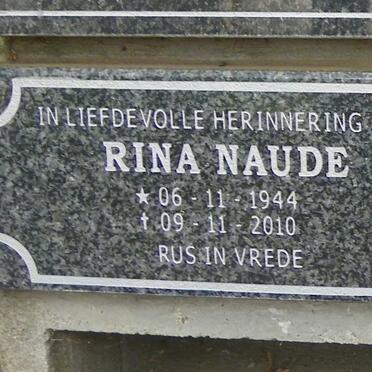 IN LIEFDEVOLLE HERINNERING
RINA NAUDE
★ 06 - 11 - 1944
✝ 09 - 11 - 2010
RUS IN VREDE